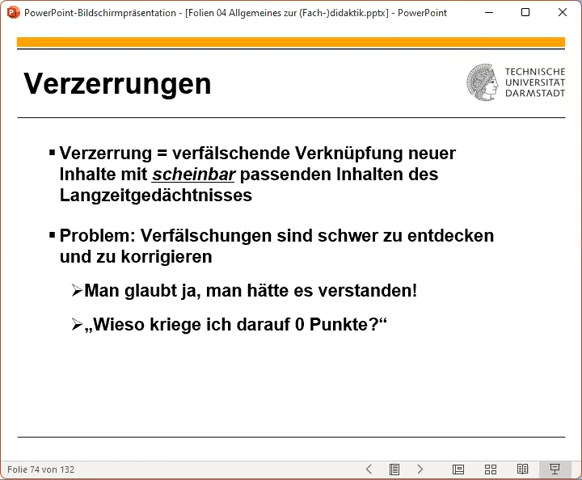 PowerPoint-Bildschirmpräsentation - [Folien 04 Allgemeines zur (Fach-)didaktik.pptx] - PowerPoint
Verzerrungen
TECHNISCHE
UNIVERSITÄT
DARMSTADT
▪ Verzerrung = verfälschende Verknüpfung neuer
Inhalte mit scheinbar passenden Inhalten des
Langzeitgedächtnisses
▪ Problem: Verfälschungen sind schwer zu entdecken
und zu korrigieren
➢Man glaubt ja, man hätte es verstanden!
➢„Wieso kriege ich darauf 0 Punkte?“
Folie 74 von 132